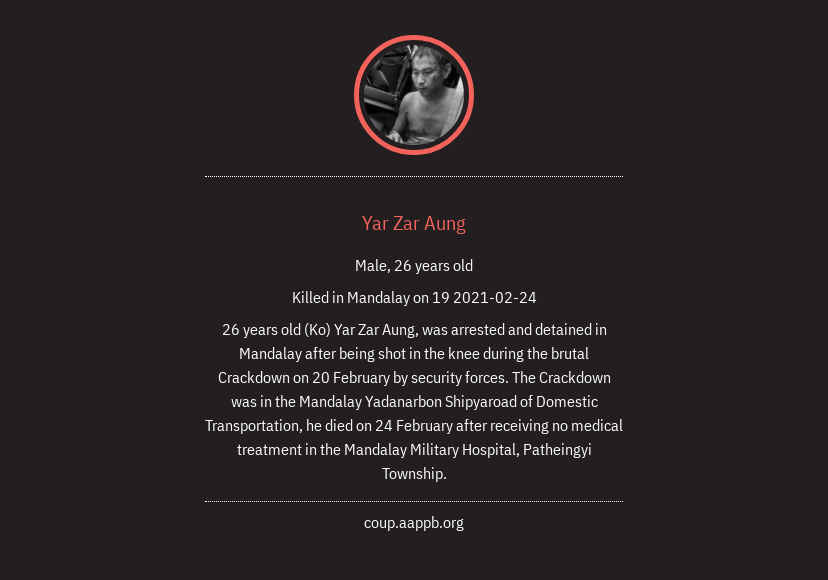 Yar Zar Aung
Male, 26 years old
Killed in Mandalay on 19 2021-02-24
26 years old (Ko) Yar Zar Aung, was arrested and detained in
Mandalay after being shot in the knee during the brutal
Crackdown on 20 February by security forces. The Crackdown
was in the Mandalay Yadanarbon Shipyaroad of Domestic
Transportation, he died on 24 February after receiving no medical
treatment in the Mandalay Military Hospital, Patheingyi
Township.
coup.aappb.org